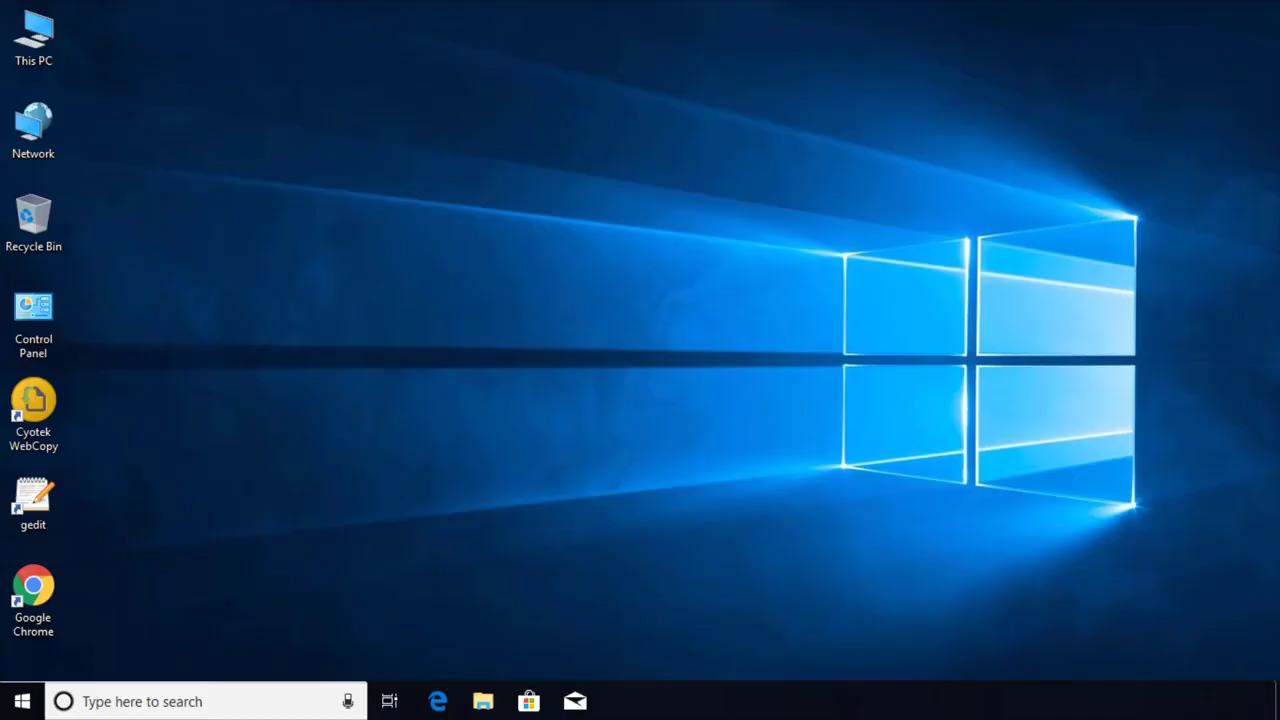 This PC
Network
Recycle Bin
Control
Panel
Cyotek
WebCopy
gedit
Google
Chrome
Type here to search